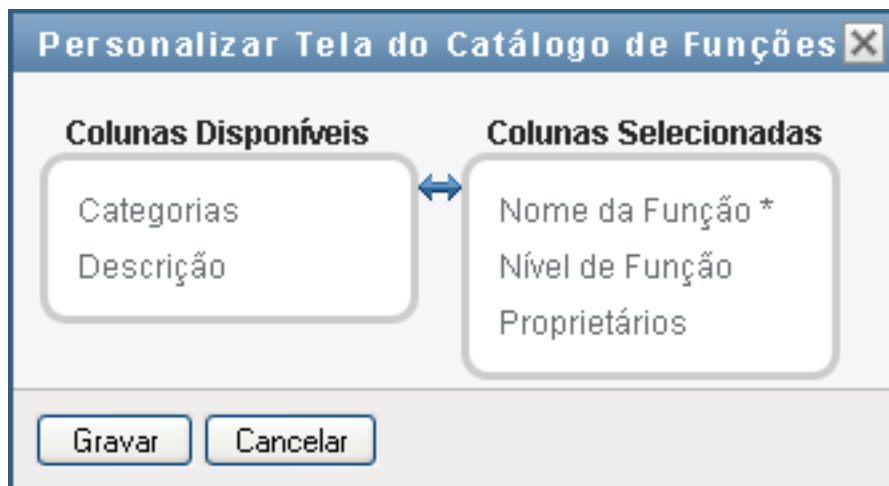 Personalizar Tela do Catálogo de Funções
Colunas Disponíveis
Categorias
Descrição
Colunas Selecionadas
Nome da Função *
Nível de Função
Proprietários
Gravar
Cancelar